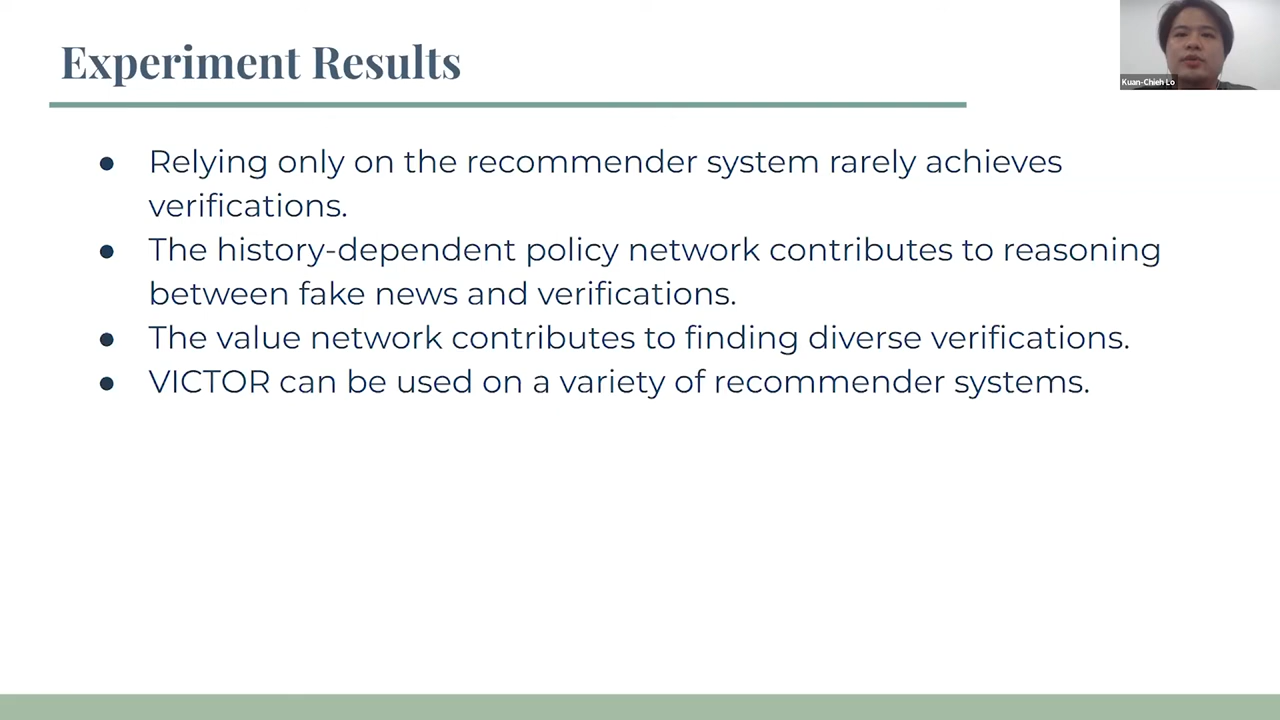 Experiment Results
Kuan-Chieh Lo
● Relying only on the recommender system rarely achieves
verifications.
● The history-dependent policy network contributes to reasoning
between fake news and verifications.
● The value network contributes to finding diverse verifications.
● VICTOR can be used on a variety of recommender systems.